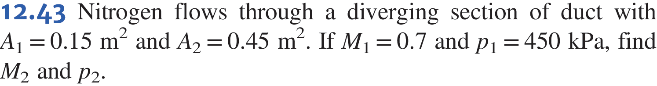 12.43 Nitrogen flows through a diverging section of duct with
A₁ = 0.15 m² and A₂ = 0.45 m². If M₁ = 0.7 and p₁ = 450 kPa, find
M₂ and p₂.